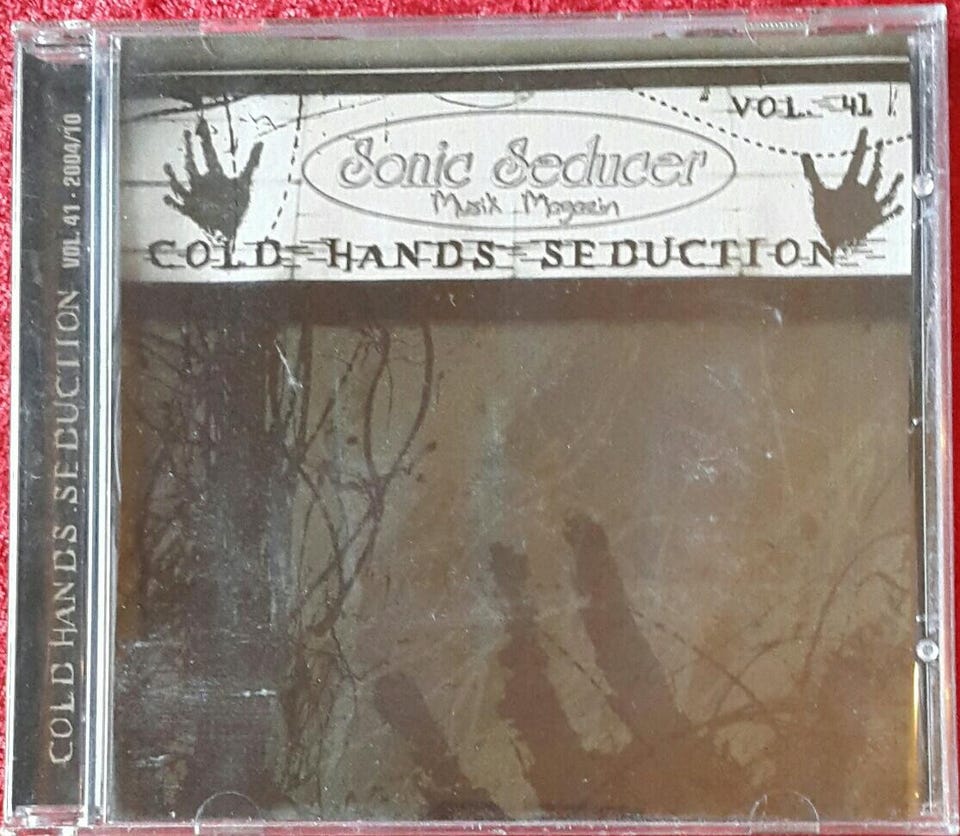 COLD HANDS SEDUCTION VOL.41 · 2004/10
VOL. 41
Sonic Seducer
Musik Magazin
COLD HANDS SEDUCTION